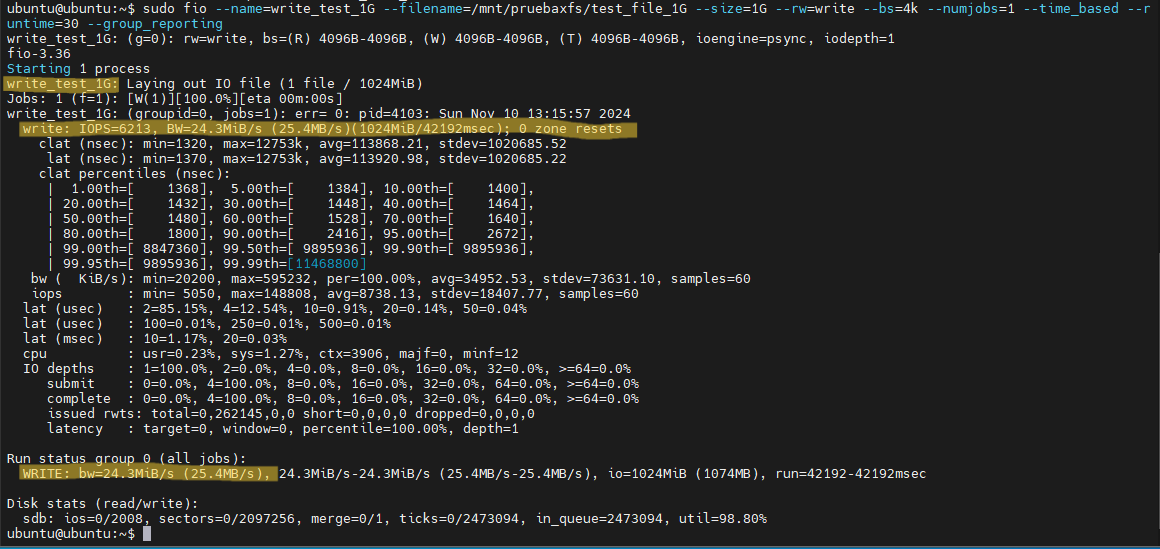 ubuntu@ubuntu:~$ sudo fio --name=write_test_1G --filename=/mnt/pruebaxfs/test_file_1G --size=1G --rw=write --bs=4k --numjobs=1 --time_based --r
untime=30 --group_reporting
write_test_1G: (g=0): rw=write, bs=(R) 4096B-4096B, (W) 4096B-4096B, (T) 4096B-4096B, ioengine=psync, iodepth=1
fio-3.36
Starting 1 process
write_test_1G: Laying out IO file (1 file / 1024MiB)
Jobs: 1 (f=1): [W(1)][100.0%][eta 00m:00s]
write_test_1G: (groupid=0, jobs=1): err= 0: pid=4103: Sun Nov 10 13:15:57 2024
  write: IOPS=6213, BW=24.3MiB/s (25.4MB/s)(1024MiB/42192msec); 0 zone resets
    clat (nsec): min=1320, max=12753k, avg=113868.21, stdev=1020685.52
     lat (nsec): min=1370, max=12753k, avg=113920.98, stdev=1020685.22
    clat percentiles (nsec):
     |  1.00th=[    1368],  5.00th=[    1384], 10.00th=[    1400],
     | 20.00th=[    1432], 30.00th=[    1448], 40.00th=[    1464],
     | 50.00th=[    1480], 60.00th=[    1528], 70.00th=[    1640],
     | 80.00th=[    1800], 90.00th=[    2416], 95.00th=[    2672],
     | 99.00th=[ 8847360], 99.50th=[ 9895936], 99.90th=[ 9895936],
     | 99.95th=[ 9895936], 99.99th=[11468800]
   bw (  KiB/s): min=20200, max=595232, per=100.00%, avg=34952.53, stdev=73631.10, samples=60
   iops        : min= 5050, max=148808, avg=8738.13, stdev=18407.77, samples=60
  lat (usec)   : 2=85.15%, 4=12.54%, 10=0.91%, 20=0.14%, 50=0.04%
  lat (usec)   : 100=0.01%, 250=0.01%, 500=0.01%
  lat (msec)   : 10=1.17%, 20=0.03%
  cpu          : usr=0.23%, sys=1.27%, ctx=3906, majf=0, minf=12
  IO depths    : 1=100.0%, 2=0.0%, 4=0.0%, 8=0.0%, 16=0.0%, 32=0.0%, >=64=0.0%
     submit    : 0=0.0%, 4=100.0%, 8=0.0%, 16=0.0%, 32=0.0%, 64=0.0%, >=64=0.0%
     complete  : 0=0.0%, 4=100.0%, 8=0.0%, 16=0.0%, 32=0.0%, 64=0.0%, >=64=0.0%
     issued rwts: total=0,262145,0,0 short=0,0,0,0 dropped=0,0,0,0
     latency   : target=0, window=0, percentile=100.00%, depth=1
Run status group 0 (all jobs):
  WRITE: bw=24.3MiB/s (25.4MB/s), 24.3MiB/s-24.3MiB/s (25.4MB/s-25.4MB/s), io=1024MiB (1074MB), run=42192-42192msec
Disk stats (read/write):
  sdb: ios=0/2008, sectors=0/2097256, merge=0/1, ticks=0/2473094, in_queue=2473094, util=98.80%
ubuntu@ubuntu:~$